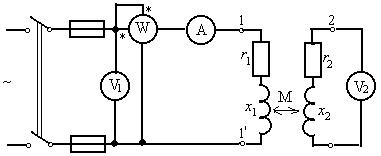 * 1 2
* W A
r₁ r₂
~ V₁ M V₂
x₁ x₂
1'